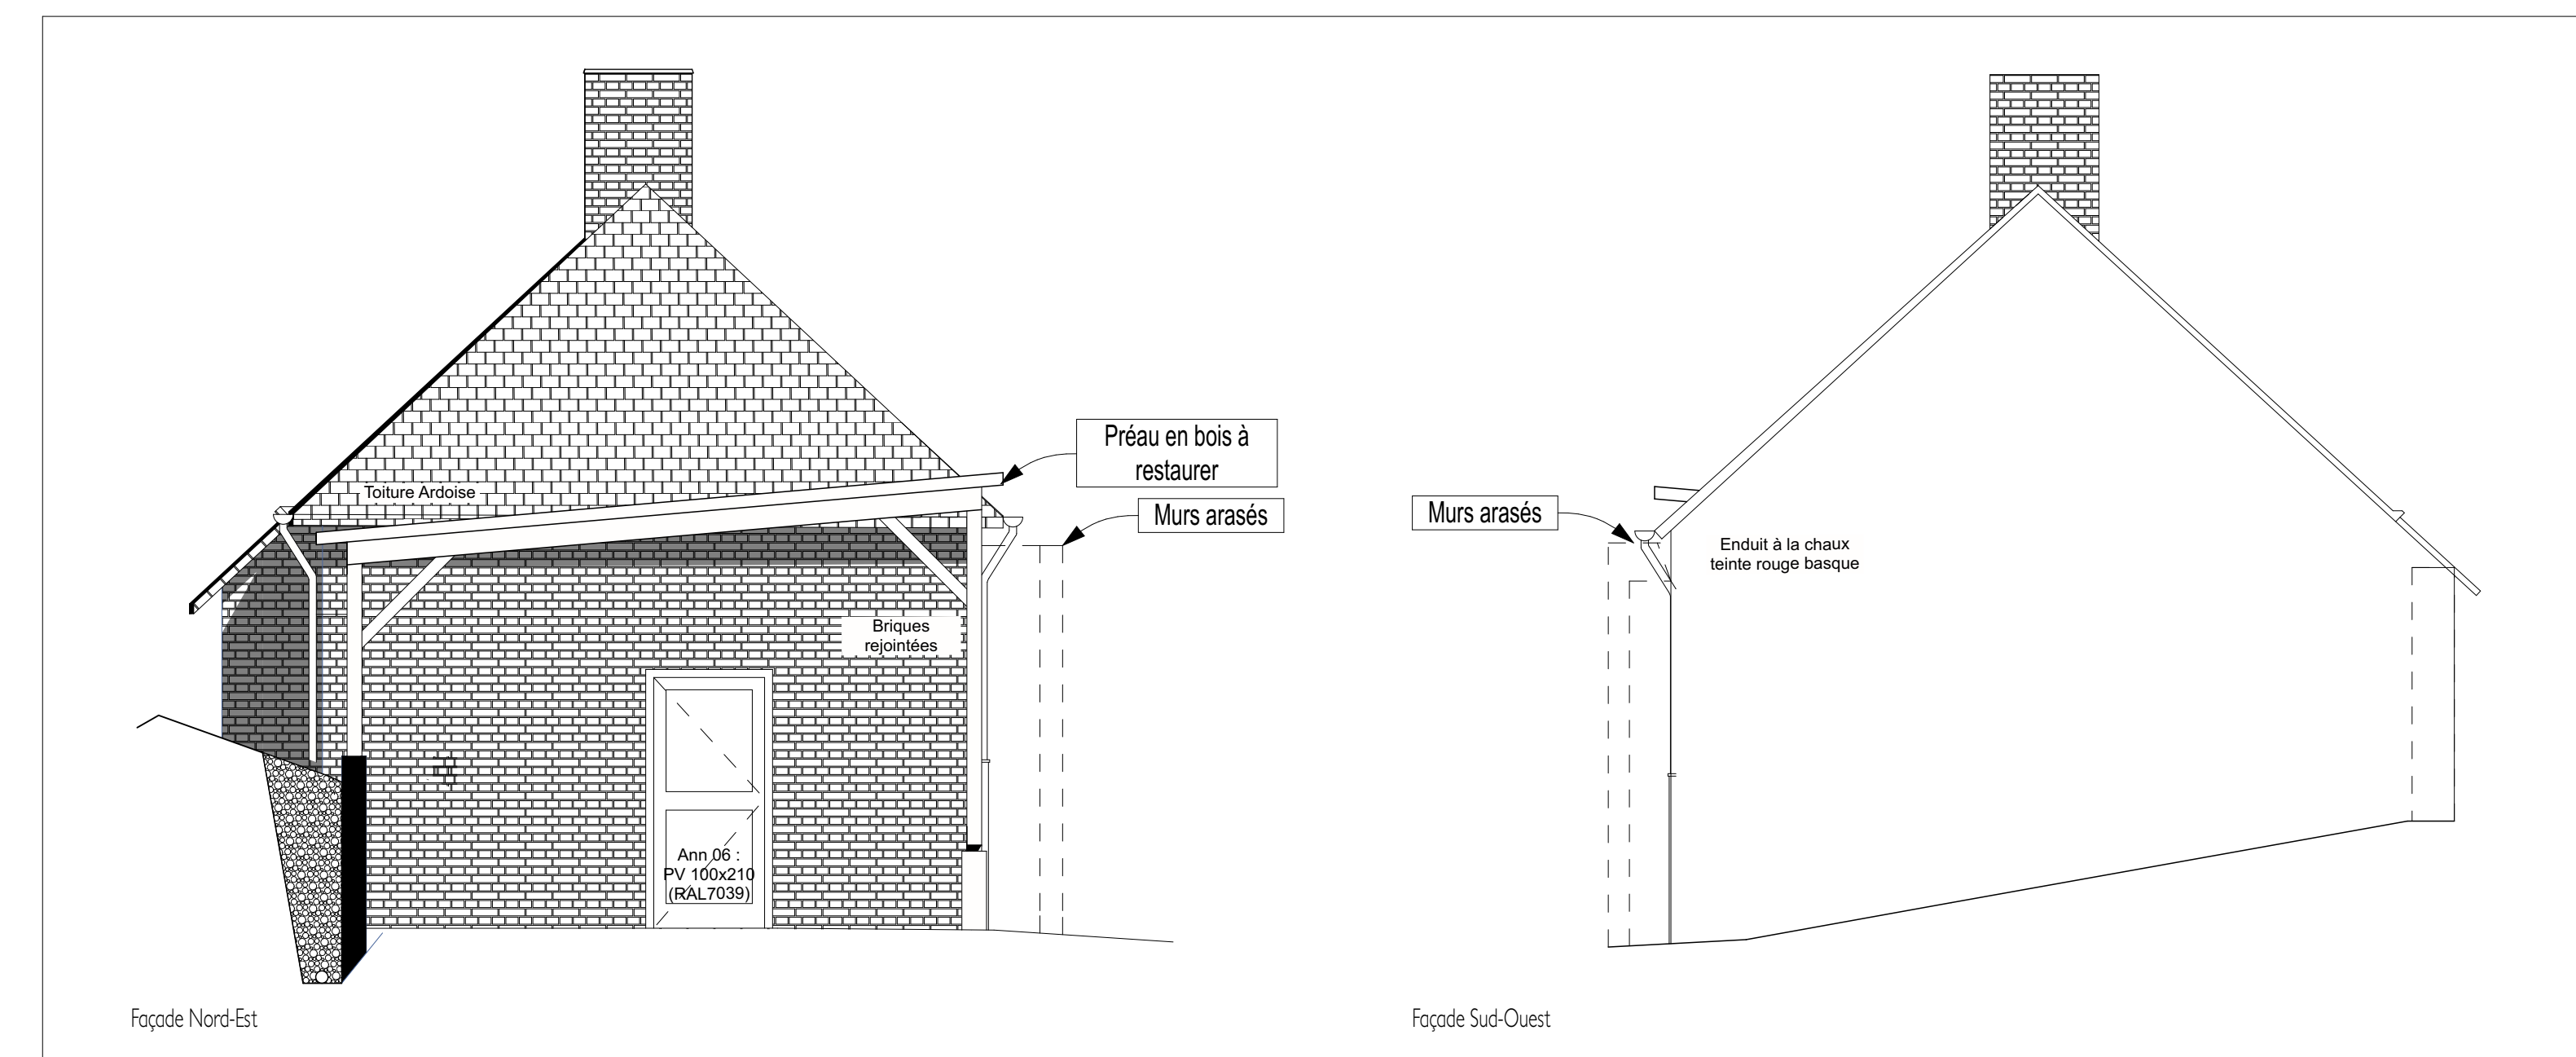 Préau en bois à
restaurer
Toiture Ardoise
Murs arasés
Briques
rejointées
Ann 06 :
PV 100x210
(RAL7039)
Façade Nord-Est
Murs arasés
Enduit à la chaux
teinte rouge basque
Façade Sud-Ouest